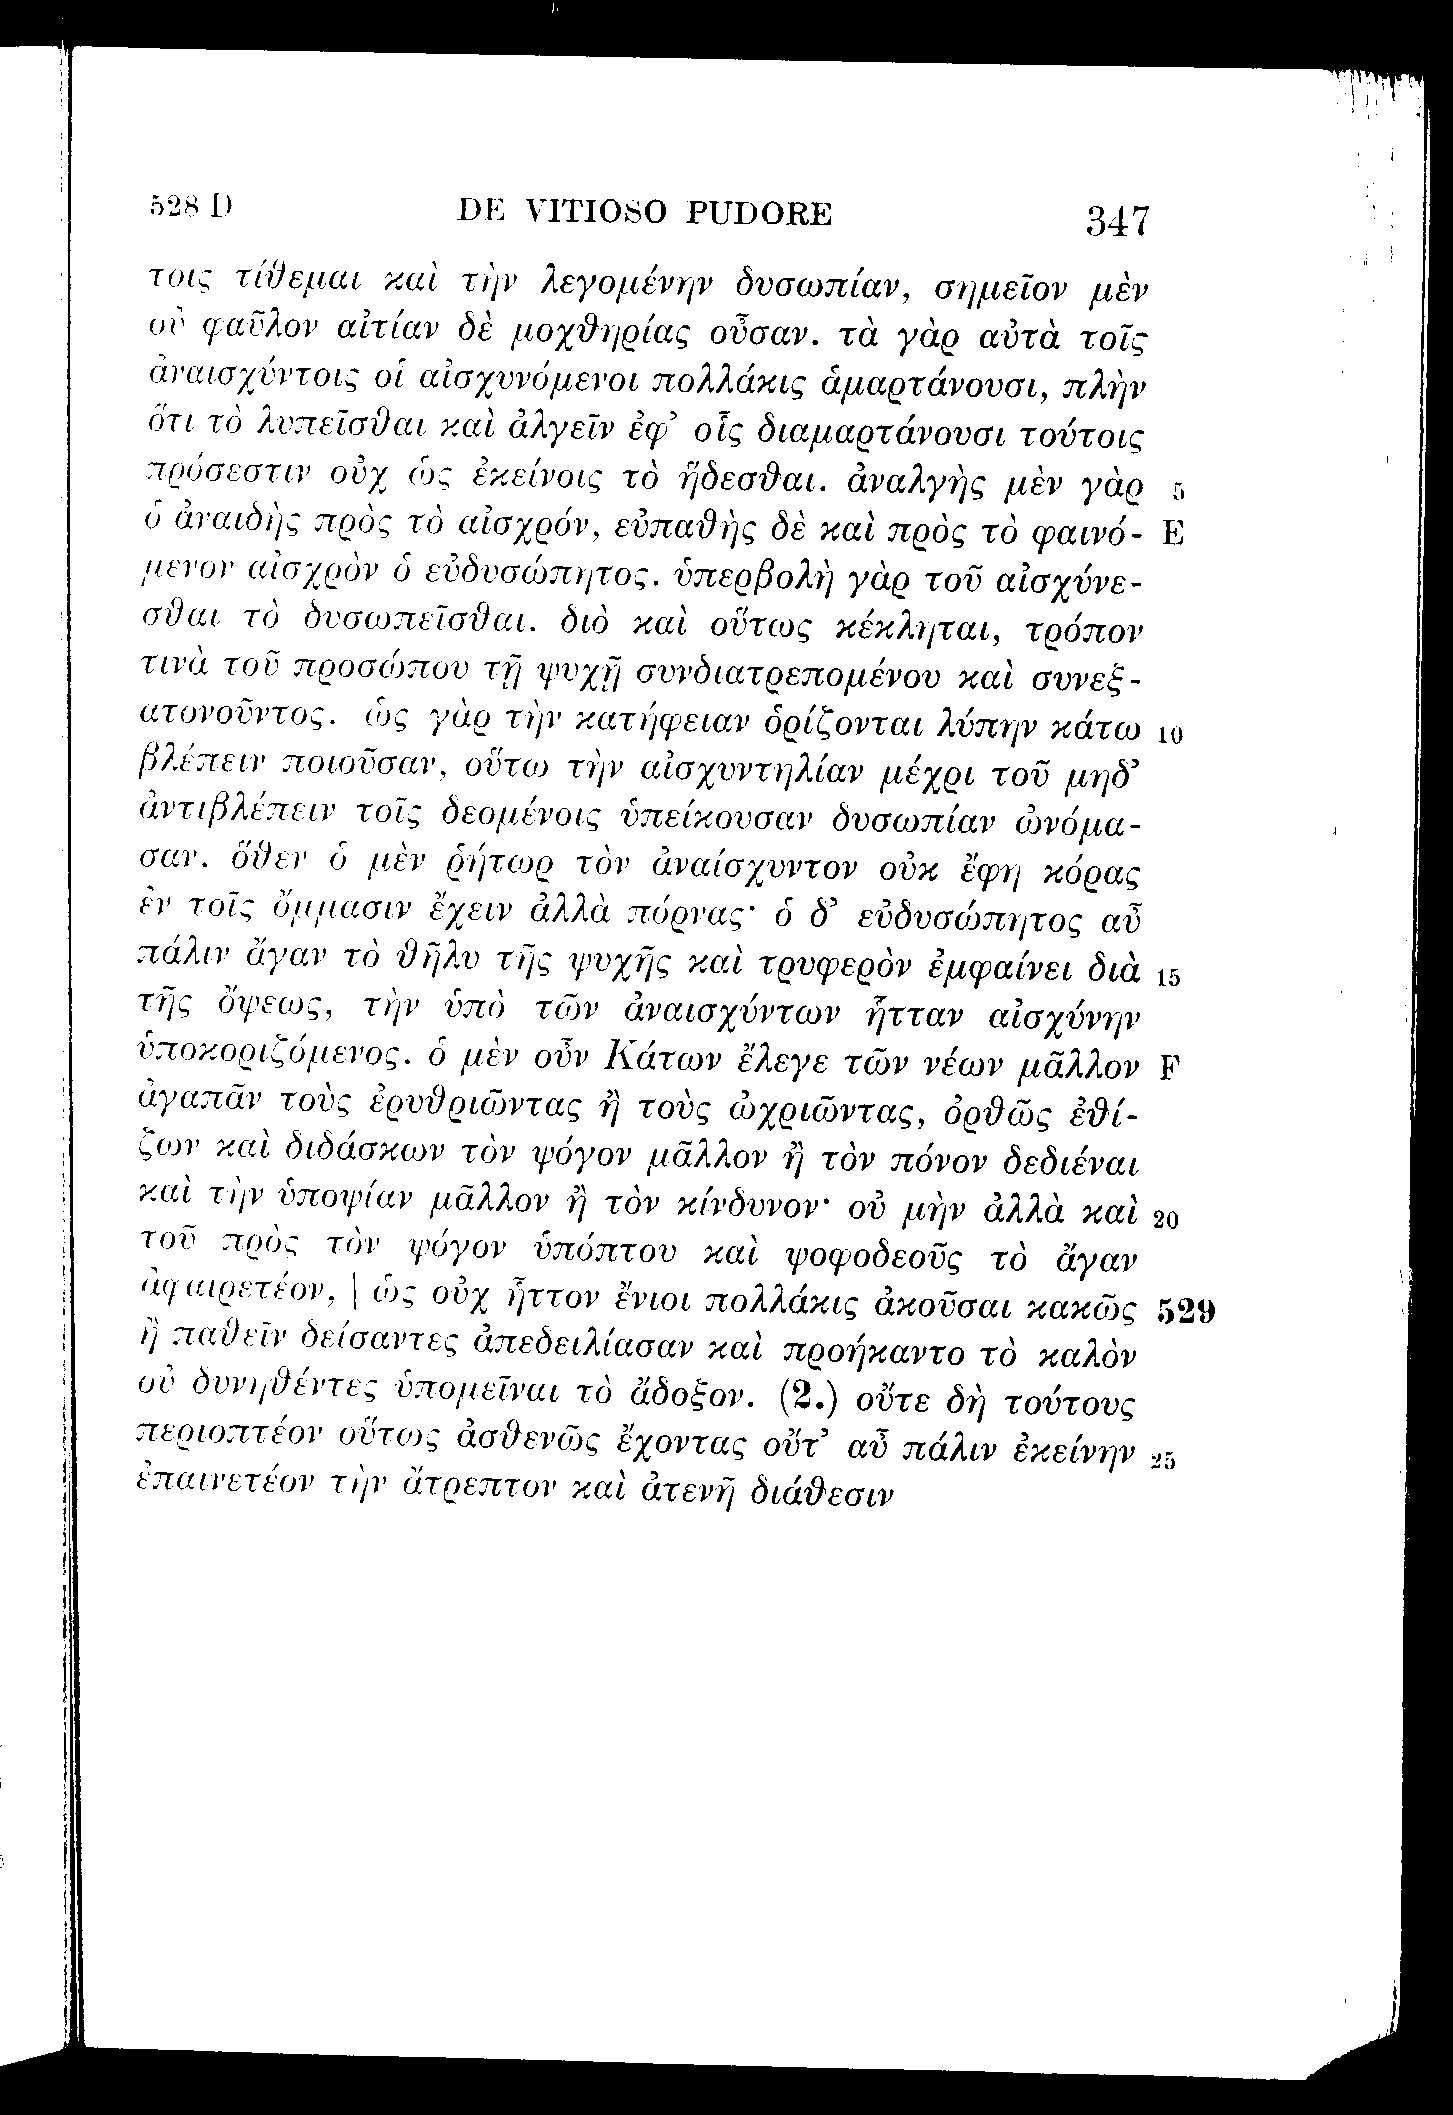 528 D DE VITIOSO PUDORE 347
τοις τίθεμαι καὶ τὴν λεγομένην δυσωπίαν, σημεῖον μὲν
οὐ φαῦλον αἰτίαν δὲ μοχθηρίας οὖσαν. τὰ γὰρ αὐτὰ τοῖς
ἀναισχύντοις οἱ αἰσχυνόμενοι πολλάκις ἁμαρτάνουσι, πλὴν
ὅτι τὸ λυπεῖσθαι καὶ ἀλγεῖν ἐφ’ οἷς διαμαρτάνουσι τούτοις
πρόσεστιν οὐχ ὡς ἐκείνοις τὸ ἥδεσθαι. ἀναλγὴς μὲν γὰρ 5
ὁ ἀναιδὴς πρὸς τὸ αἰσχρόν, εὐπαθὴς δὲ καὶ πρὸς τὸ φαινό- E
μενον αἰσχρὸν ὁ εὐδυσώπητος. ὑπερβολὴ γὰρ τοῦ αἰσχύνε-
σθαι τὸ δυσωπεῖσθαι. διὸ καὶ οὕτως κέκληται, τρόπον
τινὰ τοῦ προσώπου τῇ ψυχῇ συνδιατρεπομένου καὶ συνεξ-
ατονοῦντος. ὡς γὰρ τὴν κατήφειαν ὁρίζονται λύπην κάτω 10
βλέπειν ποιοῦσαν, οὕτω τὴν αἰσχυντηλίαν μέχρι τοῦ μηδ’
ἀντιβλέπειν τοῖς δεομένοις ὑπείκουσαν δυσωπίαν ὠνόμα-
σαν. ὅθεν ὁ μὲν ῥήτωρ τὸν ἀναίσχυντον οὐκ ἔφη κόρας
ἐν τοῖς ὄμμασιν ἔχειν ἀλλὰ πόρνας· ὁ δ’ εὐδυσώπητος αὖ
πάλιν ἄγαν τὸ θῆλυ τῆς ψυχῆς καὶ τρυφερὸν ἐμφαίνει διὰ 15
τῆς ὄψεως, τὴν ὑπὸ τῶν ἀναισχύντων ἧτταν αἰσχύνην
ὑποκοριζόμενος. ὁ μὲν οὖν Κάτων ἔλεγε τῶν νέων μᾶλλον F
ἀγαπᾶν τοὺς ἐρυθριῶντας ἢ τοὺς ὠχριῶντας, ὀρθῶς ἐθί-
ζων καὶ διδάσκων τὸν ψόγον μᾶλλον ἢ τὸν πόνον δεδιέναι
καὶ τὴν ὑποψίαν μᾶλλον ἢ τὸν κίνδυνον· οὐ μὴν ἀλλὰ καὶ 20
τοῦ πρὸς τὸν ψόγον ὑπόπτου καὶ ψοφοδεοῦς τὸ ἄγαν
ἀφαιρετέον, | ὡς οὐχ ἧττον ἔνιοι πολλάκις ἀκοῦσαι κακῶς 529
ἢ παθεῖν δείσαντες ἀπεδειλίασαν καὶ προήκαντο τὸ καλὸν
οὐ δυνηθέντες ὑπομεῖναι τὸ ἄδοξον. (2.) οὔτε δὴ τούτους
περιοπτέον οὕτως ἀσθενῶς ἔχοντας οὔτ’ αὖ πάλιν ἐκείνην 25
ἐπαινετέον τὴν ἄτρεπτον καὶ ἀτενῆ διάθεσιν